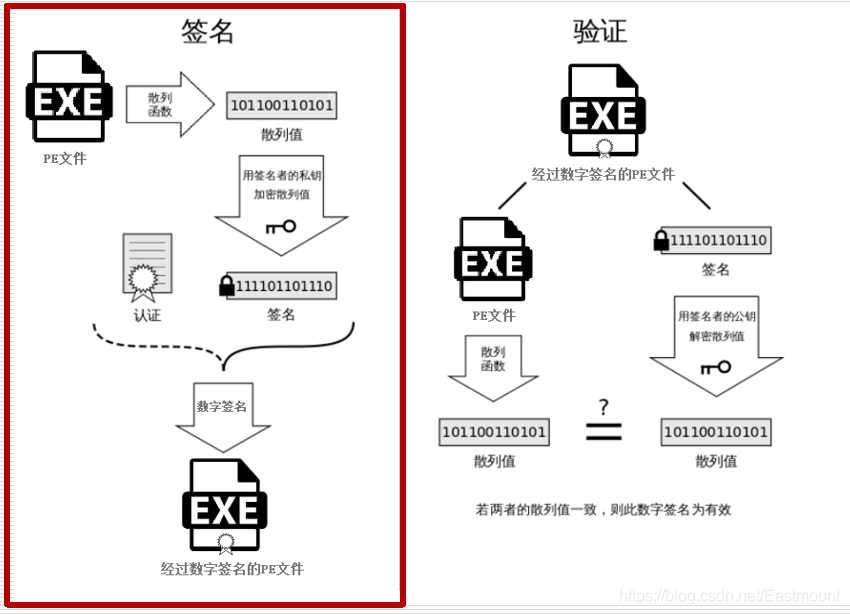 签名
EXE
PE文件
散列
函数
101100110101
散列值
用签名者的私钥
加密散列值
认证
111101101110
签名
数字签名
EXE
经过数字签名的PE文件
验证
EXE
经过数字签名的PE文件
EXE
PE文件
散列
函数
101100110101
散列值
111101101110
签名
用签名者的公钥
解密散列值
?
=
101100110101
散列值
若两者的散列值一致，则此数字签名为有效
https://blog.csdn.net/Eastmount